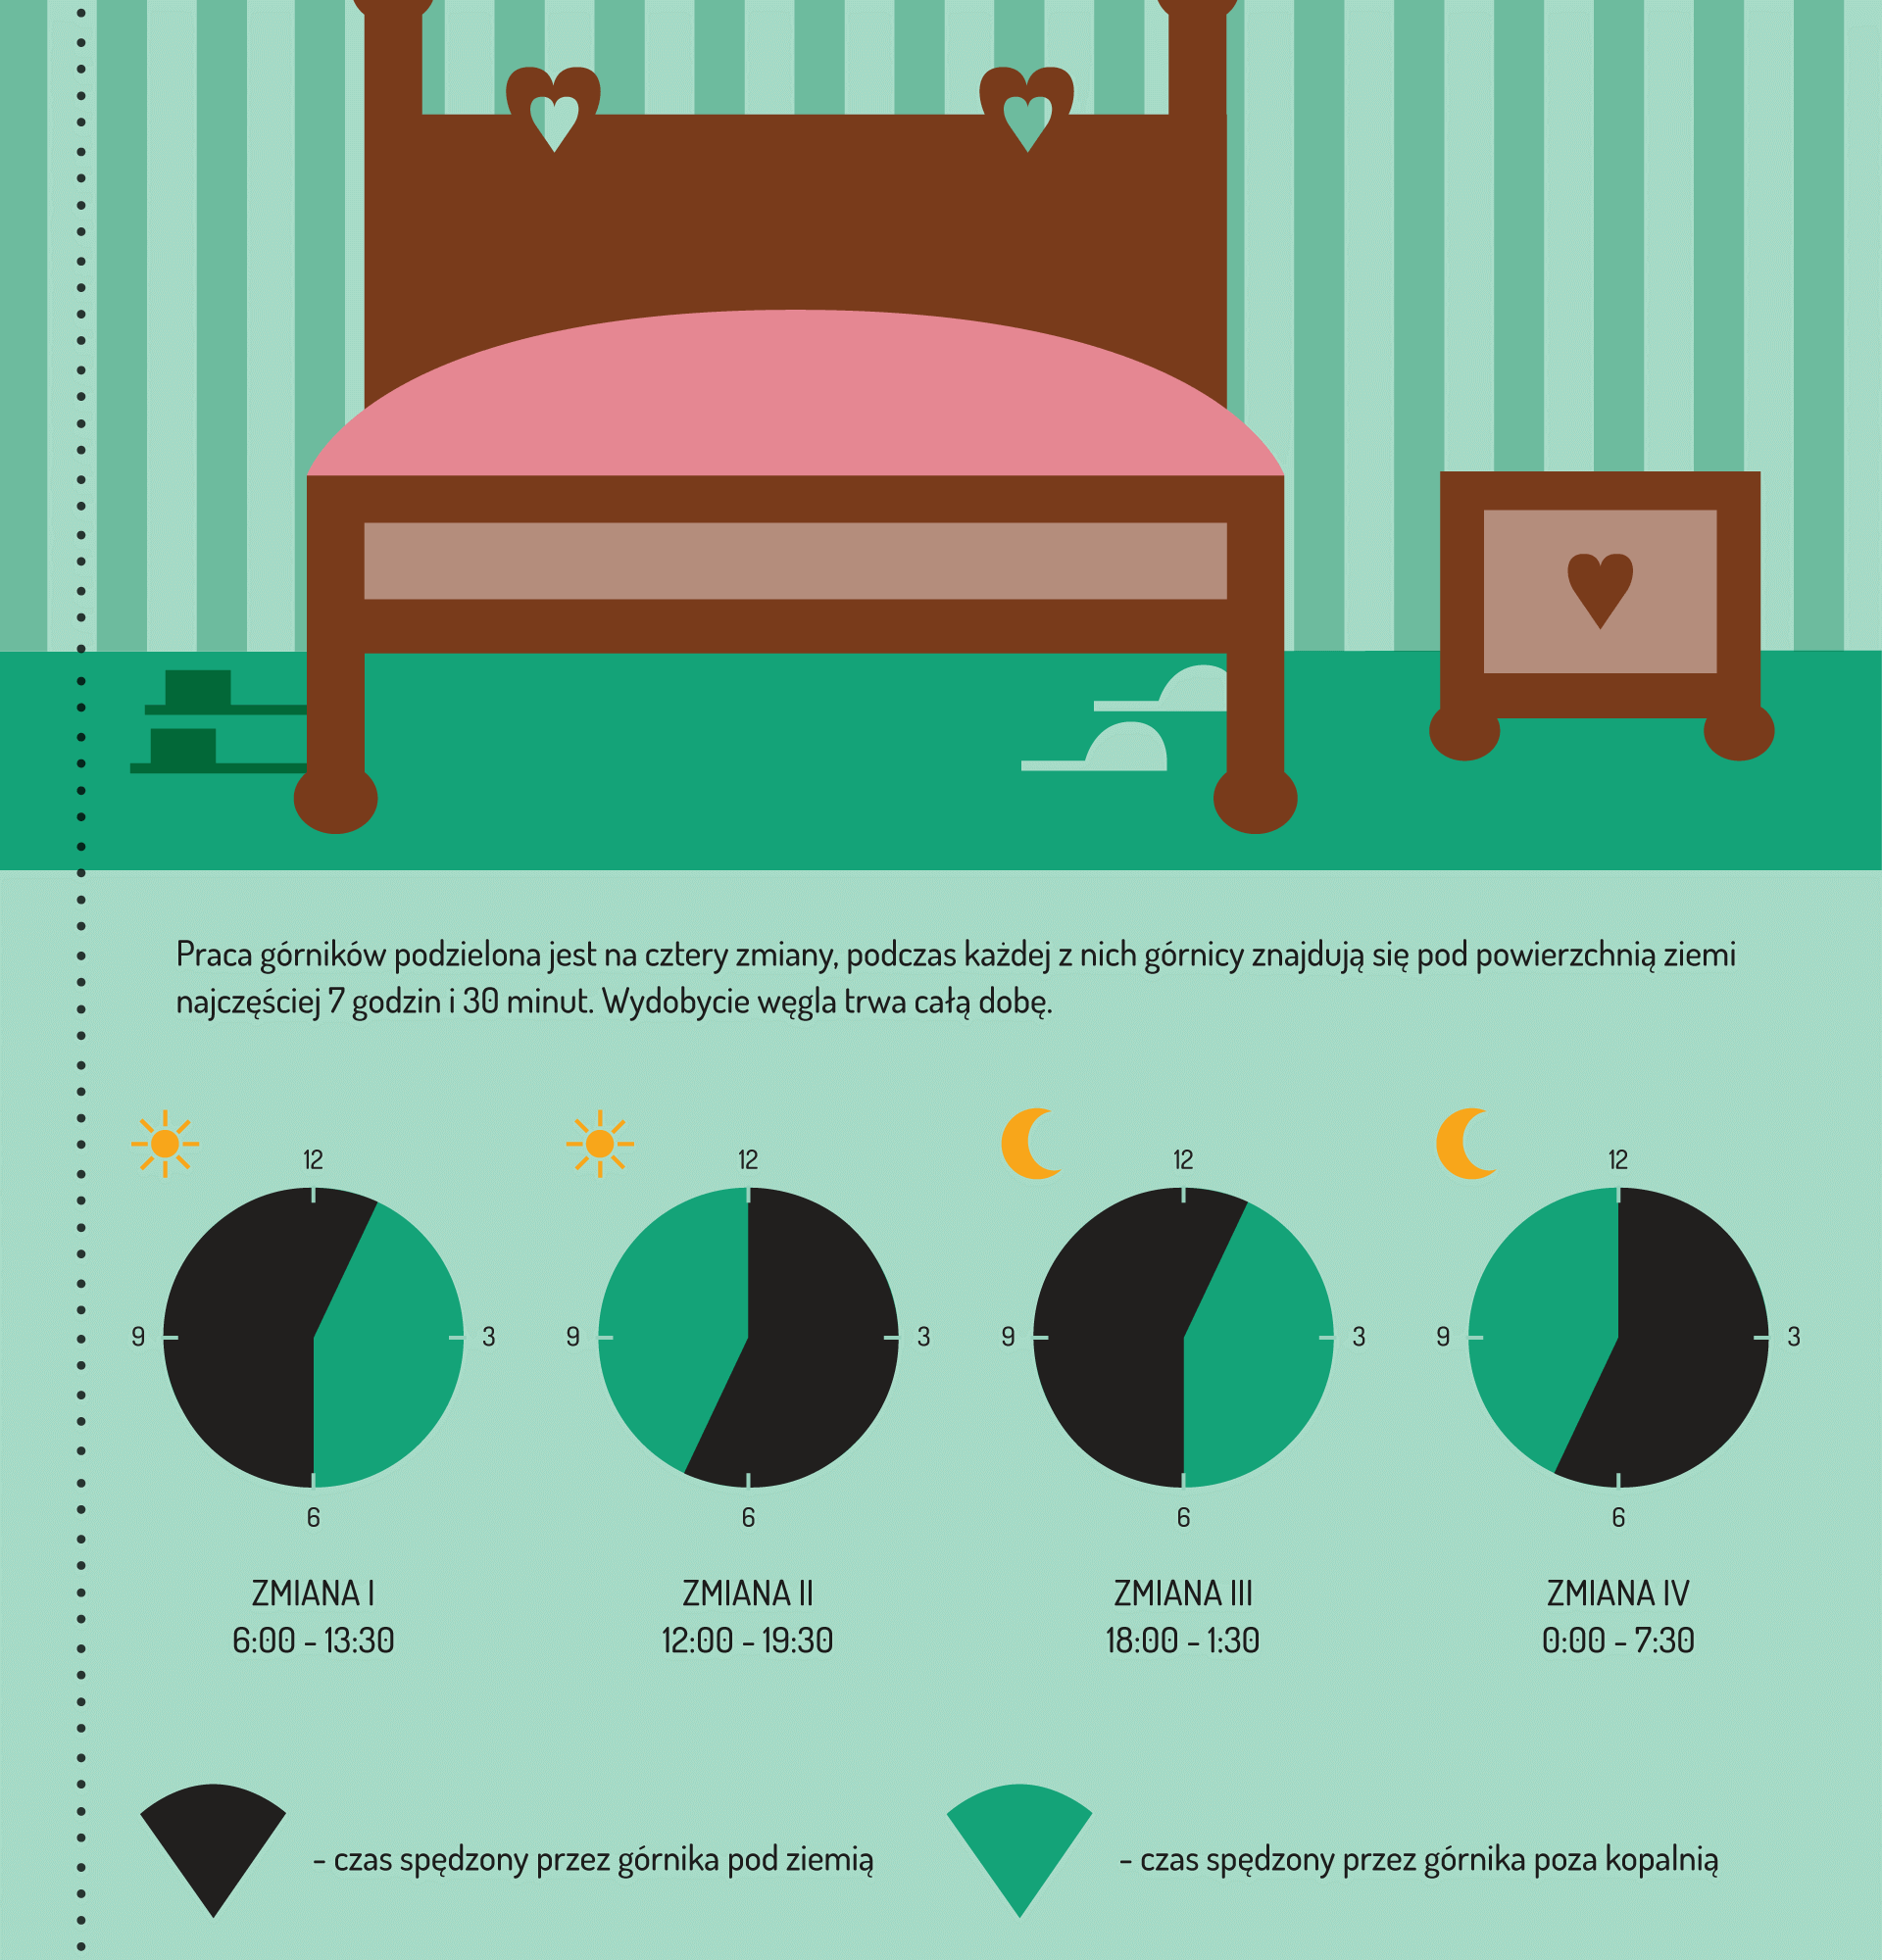 Praca górników podzielona jest na cztery zmiany, podczas każdej z nich górnicy znajdują się pod powierzchnią ziemi
najczęściej 7 godzin i 30 minut. Wydobycie węgla trwa całą dobę.
12
9
3
6
ZMIANA I
6:00 - 13:30
12
9
3
6
ZMIANA II
12:00 - 19:30
12
9
3
6
ZMIANA III
18:00 - 1:30
12
9
3
6
ZMIANA IV
0:00 - 7:30
- czas spędzony przez górnika pod ziemią
- czas spędzony przez górnika poza kopalnią